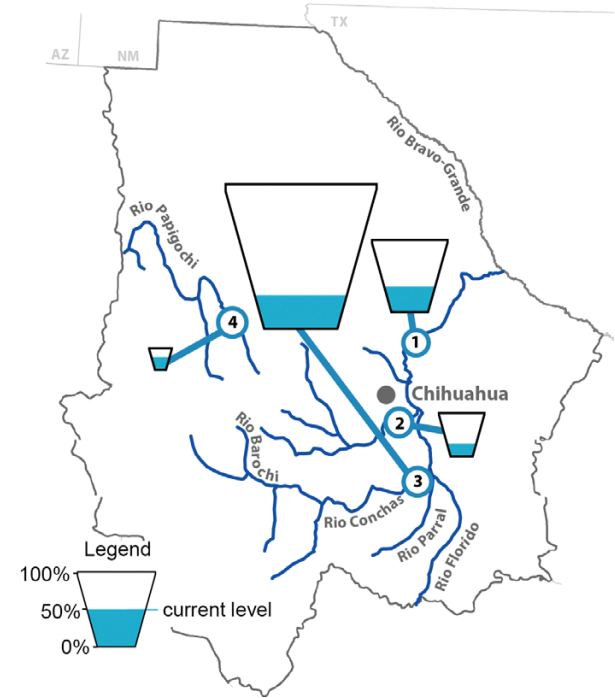 TX
AZ
NM
Rio Bravo-Grande
Rio
Papigochi
4
1
Chihuahua
2
Rio Barochi
3
Rio Conchas
Rio Parral
Rio Florido
Legend
100%
50%
current level
0%